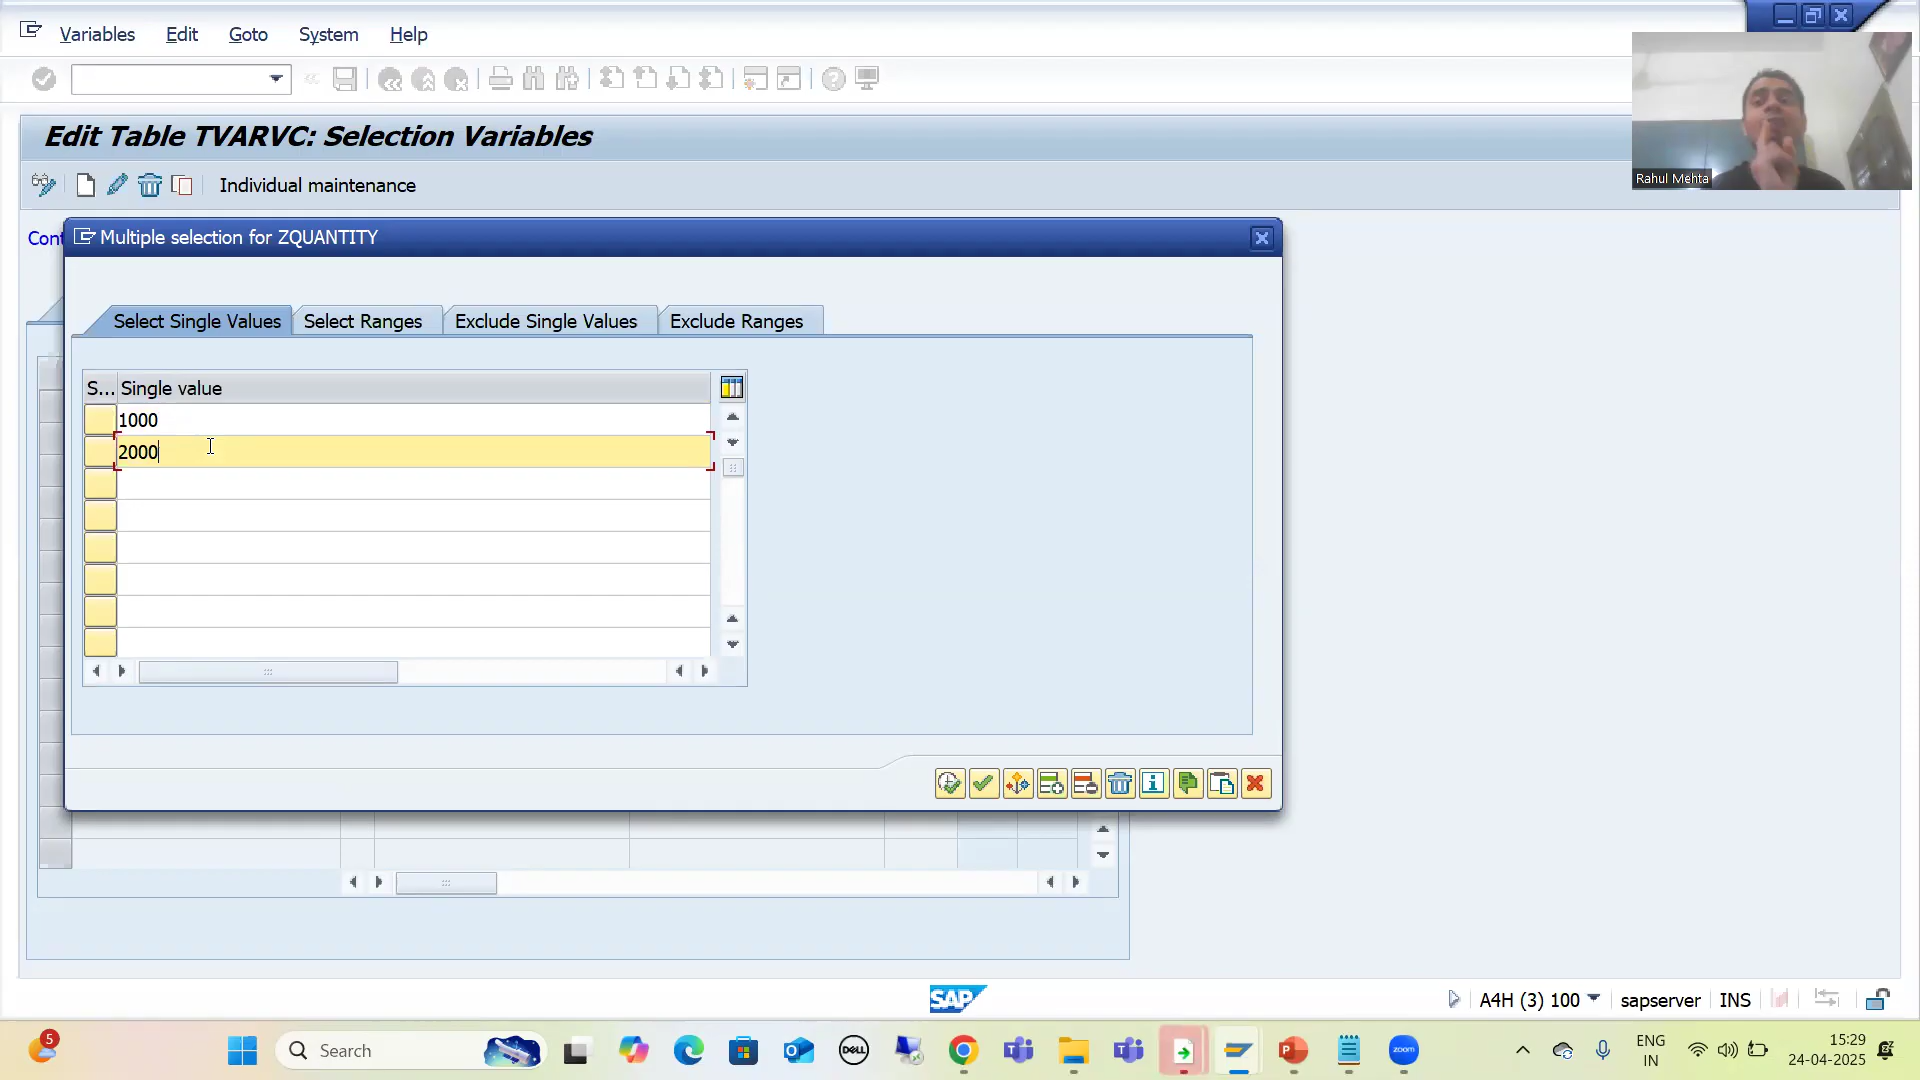 Variables Edit Goto System Help
Rahul Mehta
Edit Table TVARVC: Selection Variables
Individual maintenance
Cont
Multiple selection for ZQUANTITY
Select Single Values Select Ranges Exclude Single Values Exclude Ranges
S... Single value
1000
2000
SAP
A4H (3) 100 sapserver INS
5
Search
DELL
zoom
ENG
IN
15:29
24-04-2025